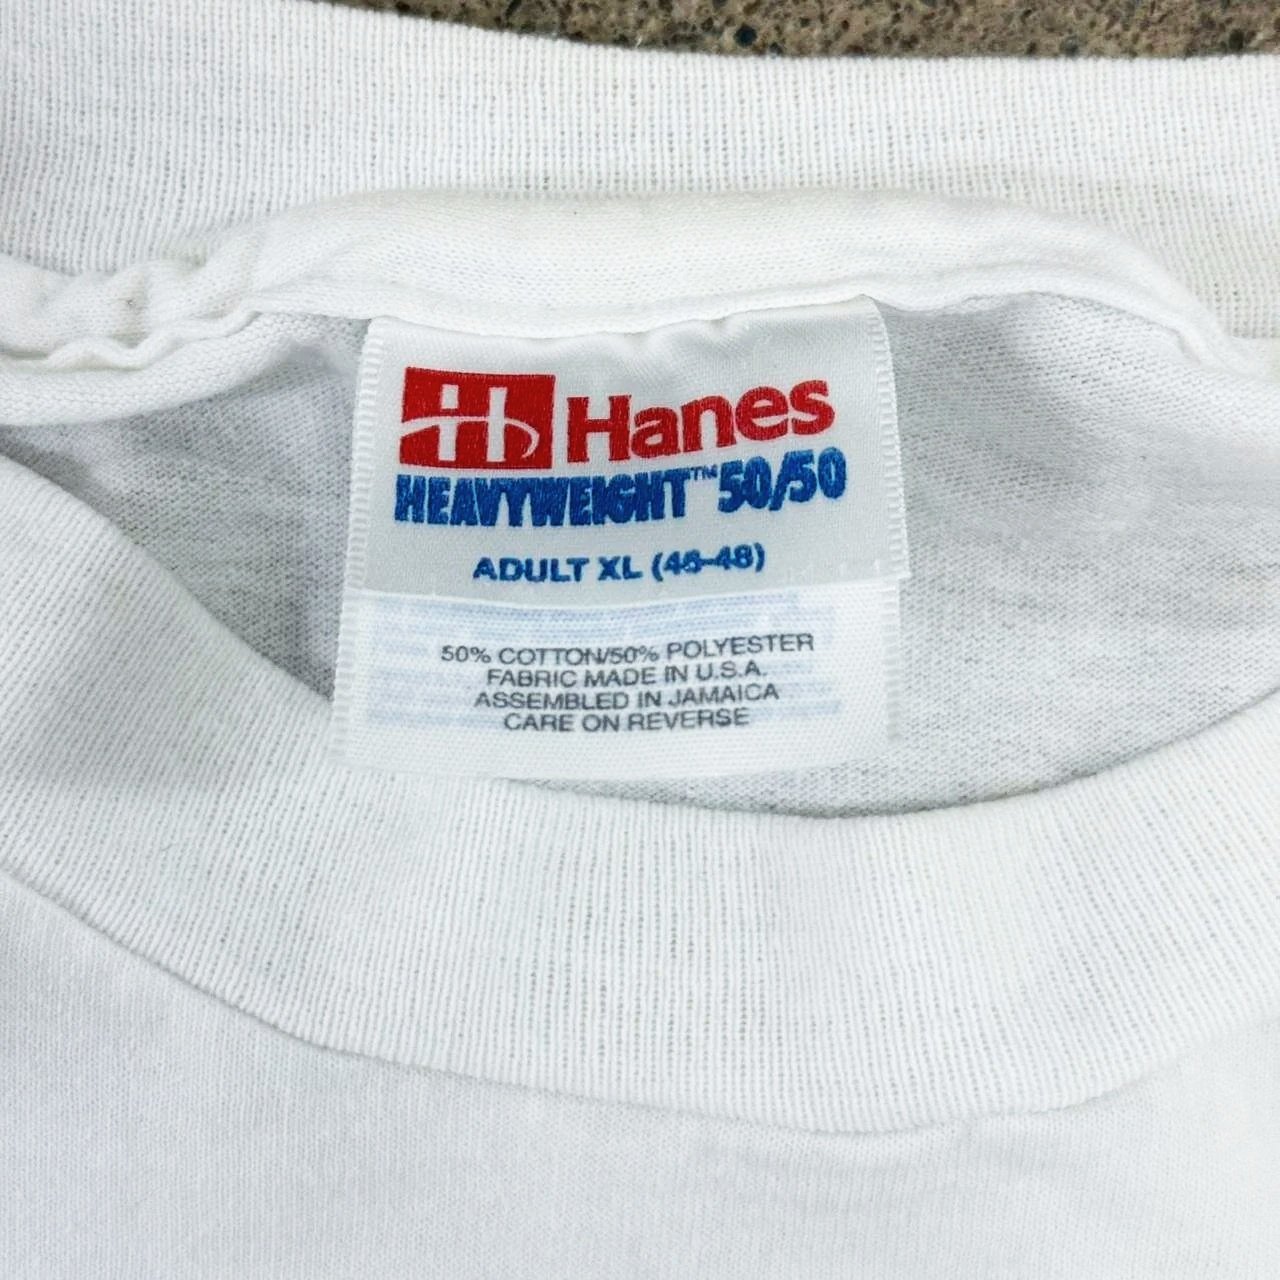 H Hanes
HEAVYWEIGHT™ 50/50
ADULT XL (46-48)
50% COTTON/50% POLYESTER
FABRIC MADE IN U.S.A.
ASSEMBLED IN JAMAICA
CARE ON REVERSE